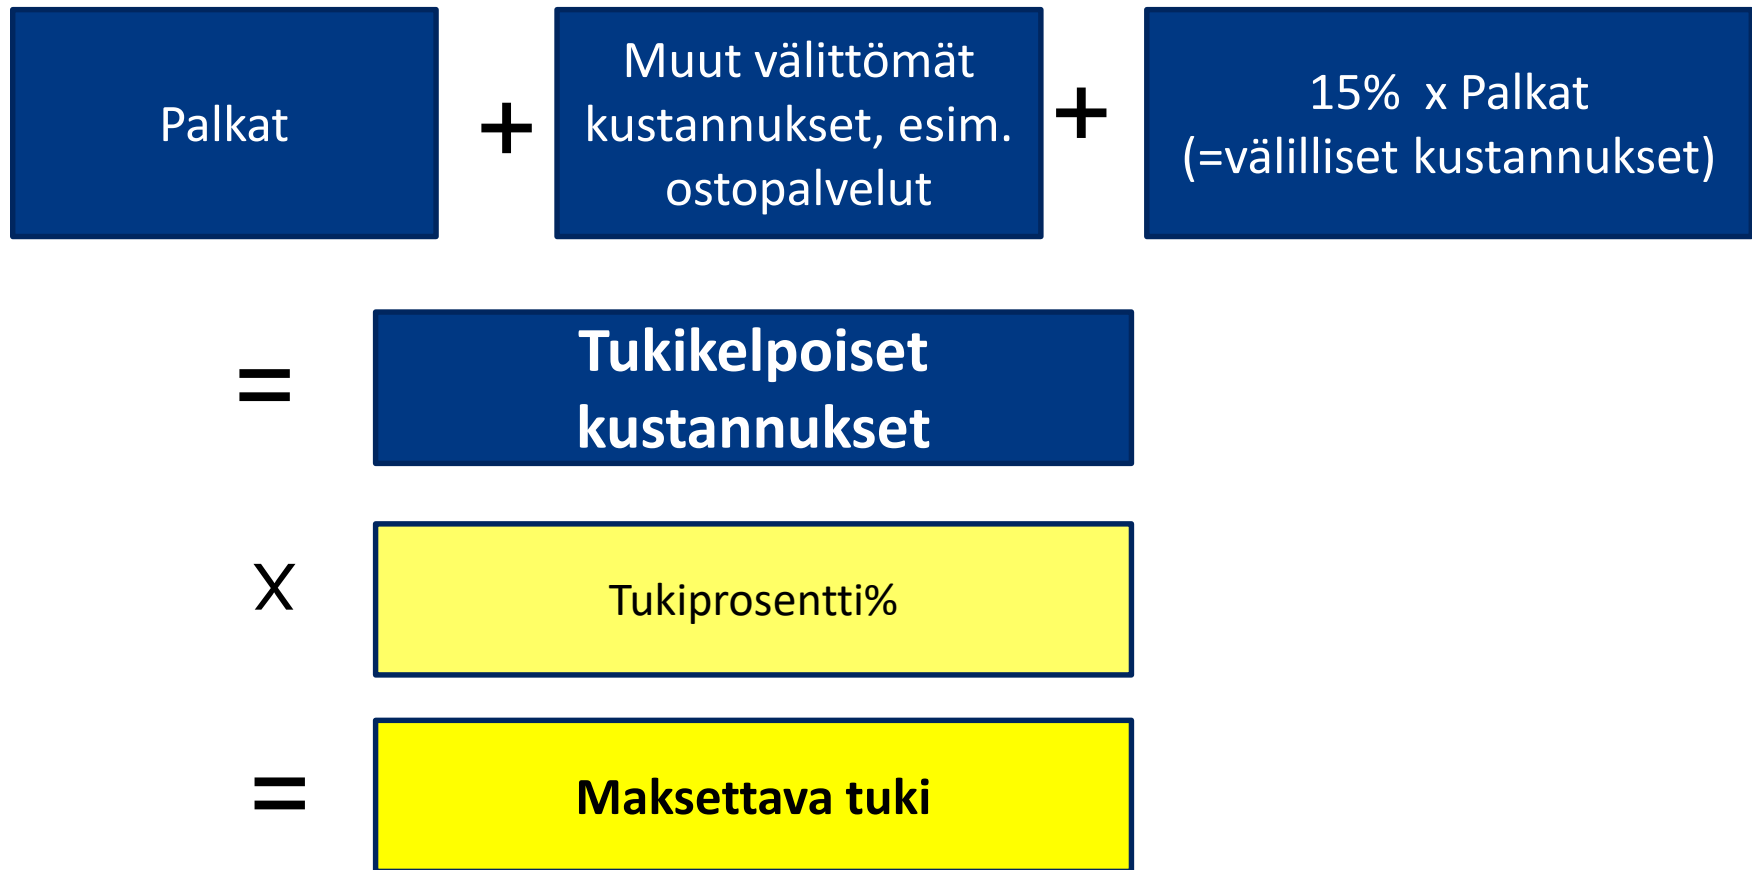 Palkat
+
Muut välittömät
kustannukset, esim.
ostopalvelut
+
15%  x Palkat
(=välilliset kustannukset)
=
Tukikelpoiset
kustannukset
X
Tukiprosentti%
=
Maksettava tuki